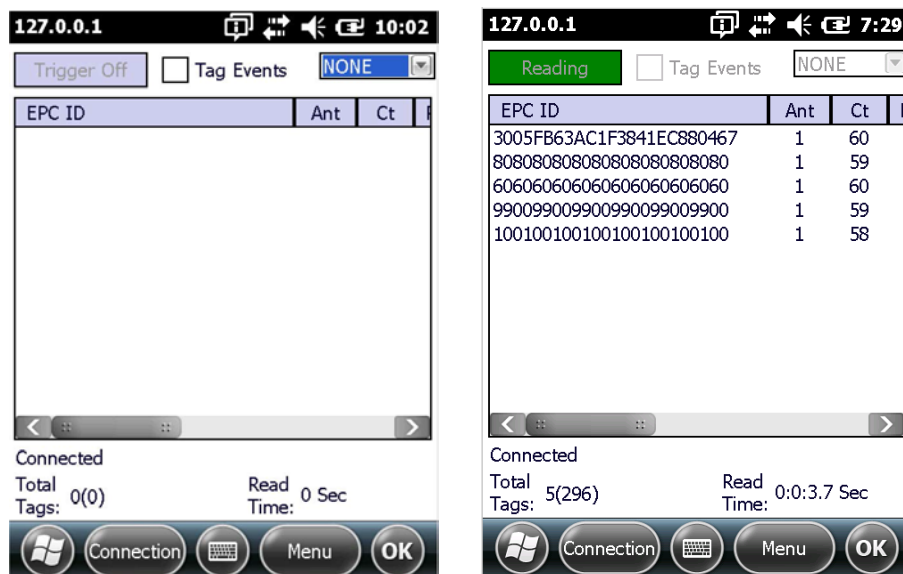 127.0.0.1 10:02
Trigger Off Tag Events NONE
EPC ID Ant Ct
Connected
Total Tags: 0(0) Read Time: 0 Sec
Connection Menu OK
127.0.0.1 7:29
Reading Tag Events NONE
EPC ID Ant Ct
3005FB63AC1F3841EC880467 1 60
808080808080808080808080 1 59
606060606060606060606060 1 60
990099009900990099009900 1 59
100100100100100100100100 1 58
Connected
Total Tags: 5(296) Read Time: 0:0:3.7 Sec
Connection Menu OK